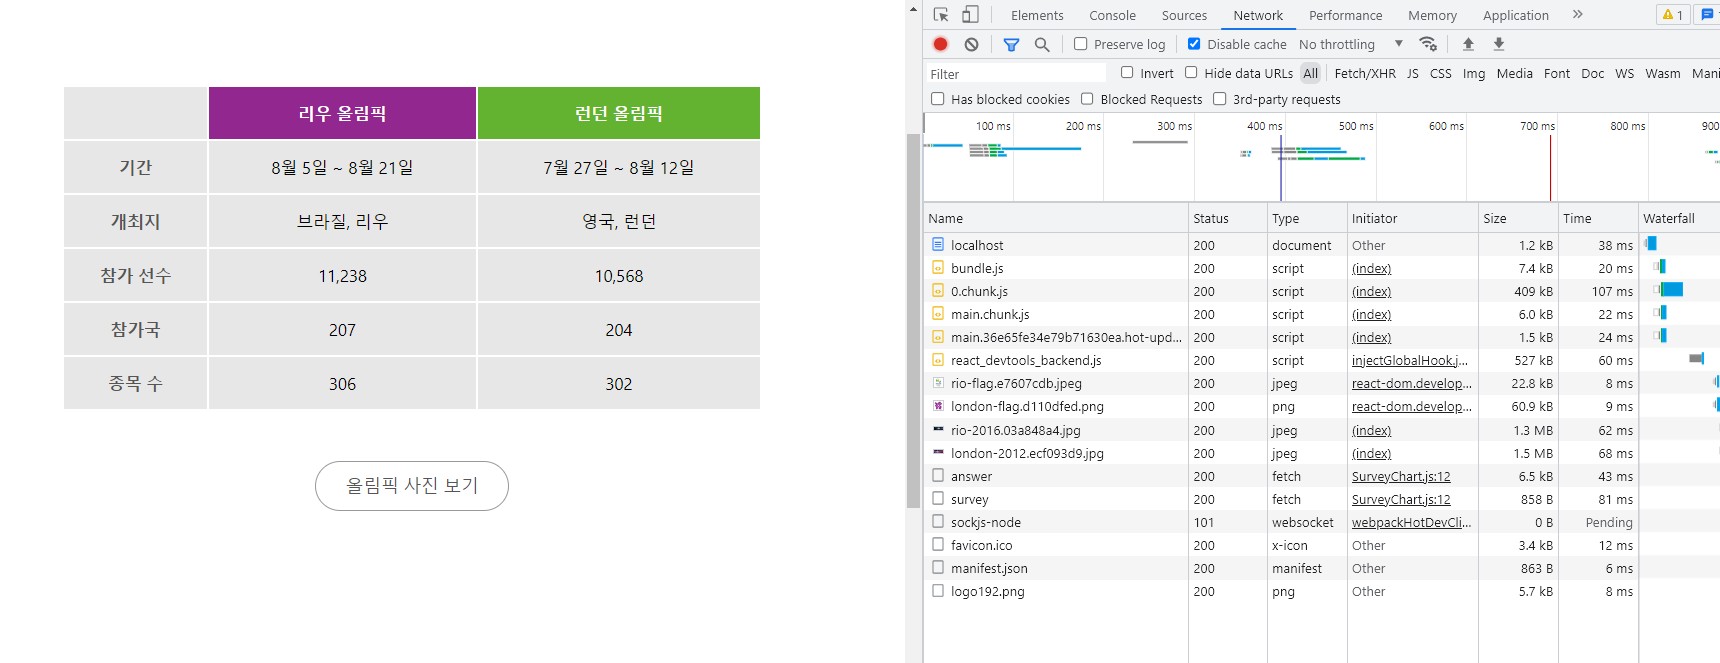 리우 올림픽 런던 올림픽
기간 8월 5일 ~ 8월 21일 7월 27일 ~ 8월 12일
개최지 브라질, 리우 영국, 런던
참가 선수 11,238 10,568
참가국 207 204
종목 수 306 302
올림픽 사진 보기
Elements Console Sources Network Performance Memory Application » 1
Preserve log Disable cache No throttling
Filter Invert Hide data URLs All Fetch/XHR JS CSS Img Media Font Doc WS Wasm Mani
Has blocked cookies Blocked Requests 3rd-party requests
100 ms 200 ms 300 ms 400 ms 500 ms 600 ms 700 ms 800 ms 900
Name Status Type Initiator Size Time Waterfall
localhost 200 document Other 1.2 kB 38 ms
bundle.js 200 script (index) 7.4 kB 20 ms
0.chunk.js 200 script (index) 409 kB 107 ms
main.chunk.js 200 script (index) 6.0 kB 22 ms
main.36e65fe34e79b71630ea.hot-upd... 200 script (index) 1.5 kB 24 ms
react_devtools_backend.js 200 script injectGlobalHook.j... 527 kB 60 ms
rio-flag.e7607cdb.jpeg 200 jpeg react-dom.develop... 22.8 kB 8 ms
london-flag.d110dfed.png 200 png react-dom.develop... 60.9 kB 9 ms
rio-2016.03a848a4.jpg 200 jpeg (index) 1.3 MB 62 ms
london-2012.ecf093d9.jpg 200 jpeg (index) 1.5 MB 68 ms
answer 200 fetch SurveyChart.js:12 6.5 kB 43 ms
survey 200 fetch SurveyChart.js:12 858 B 81 ms
sockjs-node 101 websocket webpackHotDevCli... 0 B Pending
favicon.ico 200 x-icon Other 3.4 kB 12 ms
manifest.json 200 manifest Other 863 B 6 ms
logo192.png 200 png Other 5.7 kB 8 ms